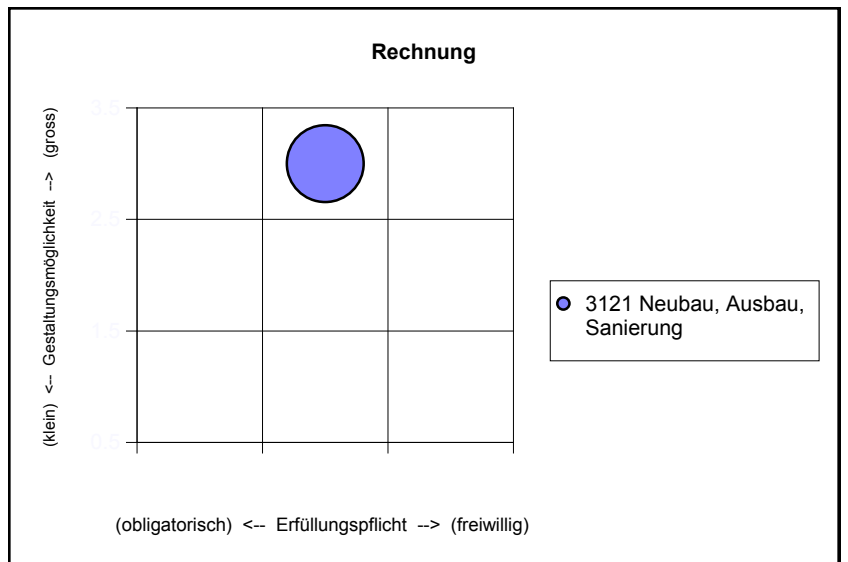 Rechnung
3.5
2.5
1.5
0.5
(klein) <-- Gestaltungsmöglichkeit --> (gross)
(obligatorisch) <-- Erfüllungspflicht --> (freiwillig)
3121 Neubau, Ausbau,
Sanierung